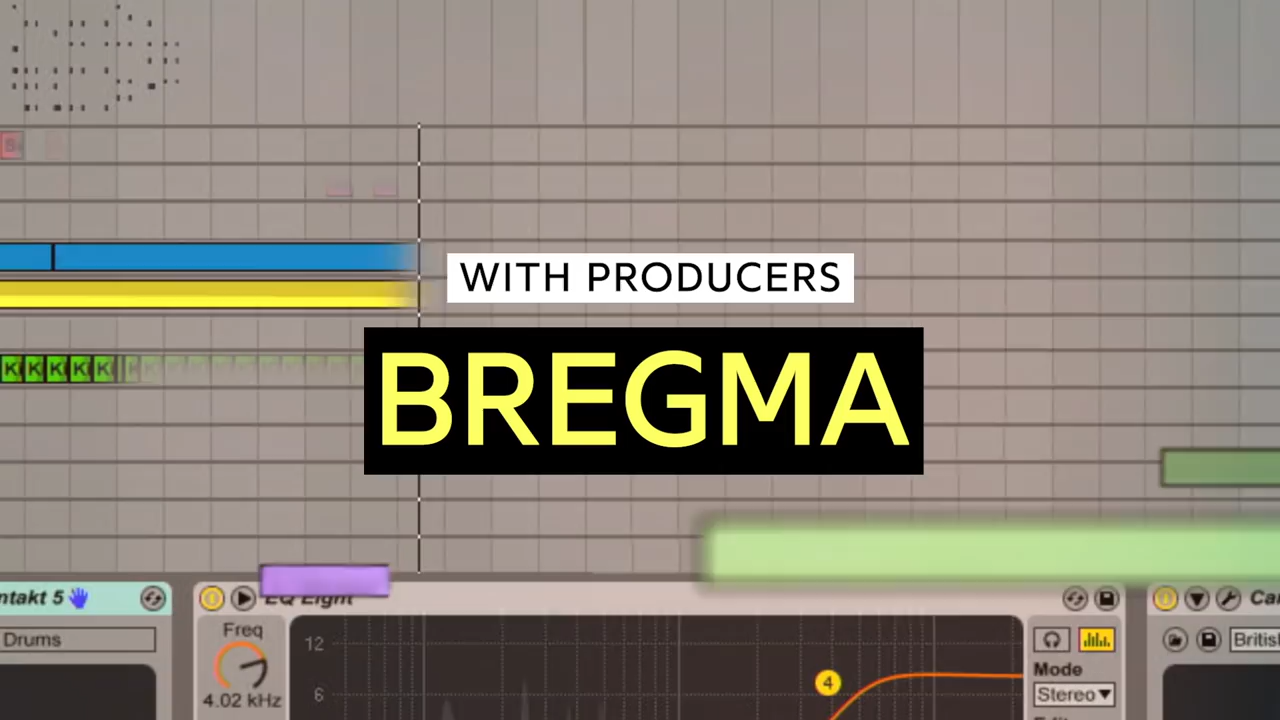 WITH PRODUCERS
BREGMA
K K K K K
ntakt 5
EQ Eight
Drums
Freq
4.02 kHz
12
6
4
Mode
Stereo